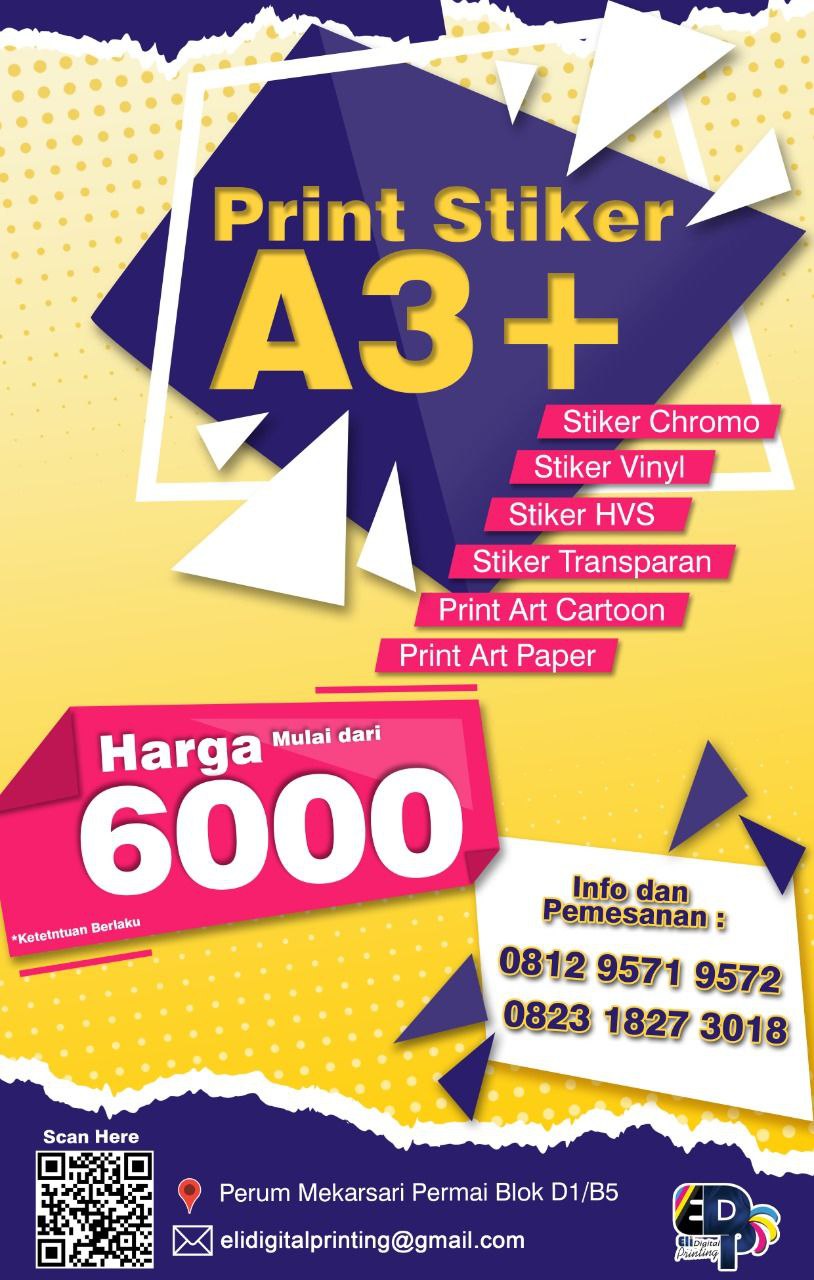 Print Stiker
A3+
Stiker Chromo
Stiker Vinyl
Stiker HVS
Stiker Transparan
Print Art Cartoon
Print Art Paper
Harga Mulai dari
6000
*Ketetntuan Berlaku
Info dan
Pemesanan :
0812 9571 9572
0823 1827 3018
Scan Here
Perum Mekarsari Permai Blok D1/B5
elidigitalprinting@gmail.com
EDP
Eli Digital
Printing